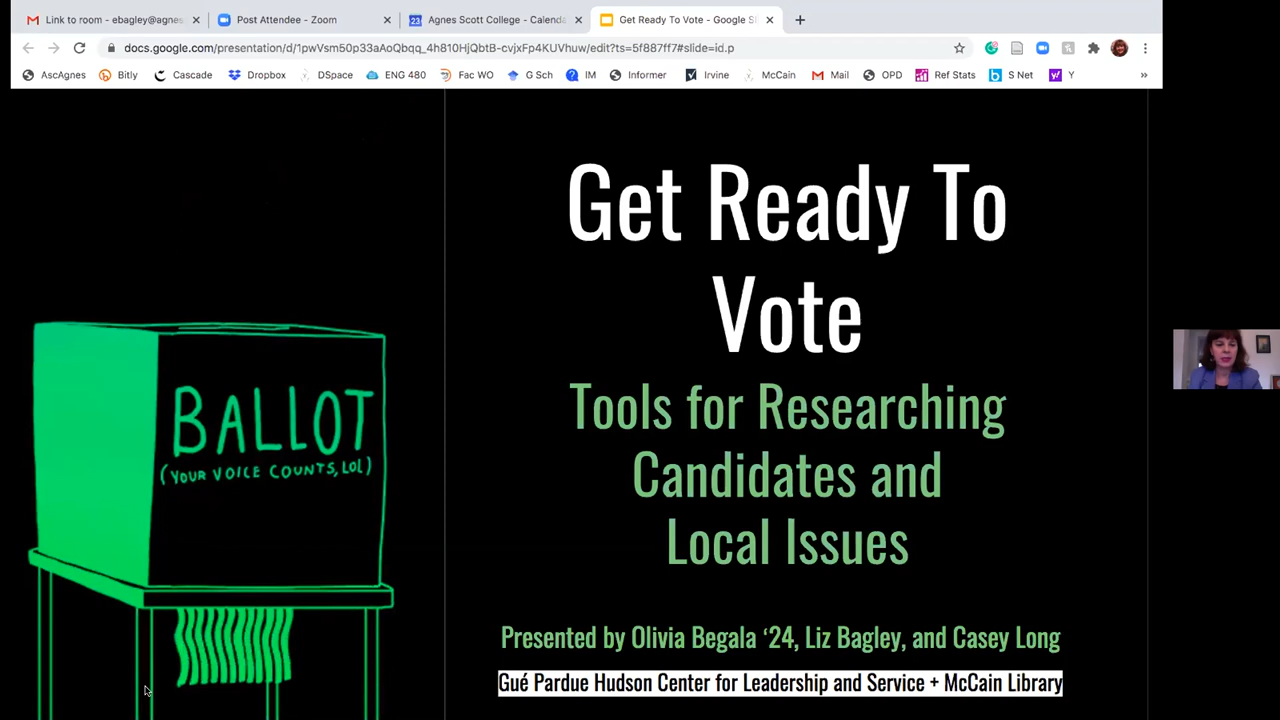 Link to room - ebagley@agnes
Post Attendee - Zoom
Agnes Scott College - Calenda
Get Ready To Vote - Google Sl
docs.google.com/presentation/d/1pwVsm50p33aAoQbqq_4h810HjQbtB-cvjxFp4KUVhuw/edit?ts=5f887ff7#slide=id.p
AscAgnes Bitly Cascade Dropbox DSpace ENG 480 Fac WO G Sch IM Informer Irvine McCain Mail OPD Ref Stats S Net Y »
Get Ready To
Vote
Tools for Researching
Candidates and
Local Issues
Presented by Olivia Begala ‘24, Liz Bagley, and Casey Long
Gué Pardue Hudson Center for Leadership and Service + McCain Library
BALLOT
(YOUR VOICE COUNTS, LOL)